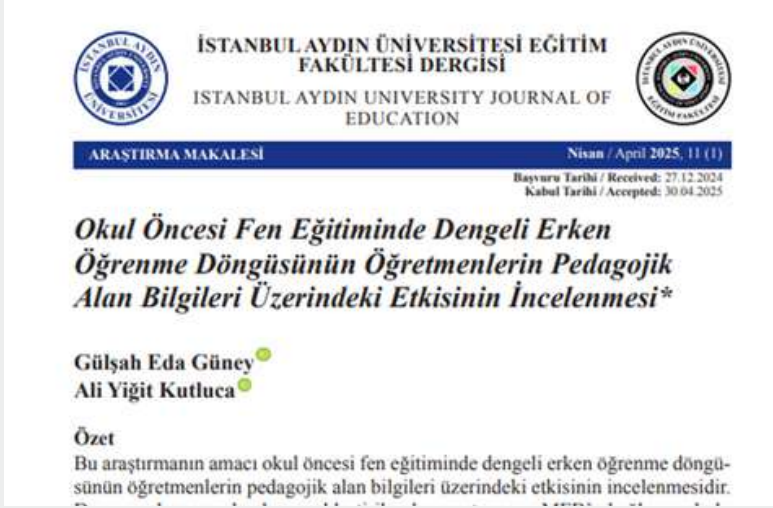 İSTANBUL AYDIN ÜNİVERSİTESİ EĞİTİM
FAKÜLTESİ DERGİSİ
ISTANBUL AYDIN UNIVERSITY JOURNAL OF
EDUCATION
ARAŞTIRMA MAKALESİ
Nisan / April 2025, 11 (1)
Başvuru Tarihi / Received: 27.12.2024
Kabul Tarihi / Accepted: 30.04.2025
Okul Öncesi Fen Eğitiminde Dengeli Erken
Öğrenme Döngüsünün Öğretmenlerin Pedagojik
Alan Bilgileri Üzerindeki Etkisinin İncelenmesi*
Gülşah Eda Güney
Ali Yiğit Kutluca
Özet
Bu araştırmanın amacı okul öncesi fen eğitiminde dengeli erken öğrenme döngü-
sünün öğretmenlerin pedagojik alan bilgileri üzerindeki etkisinin incelenmesidir.